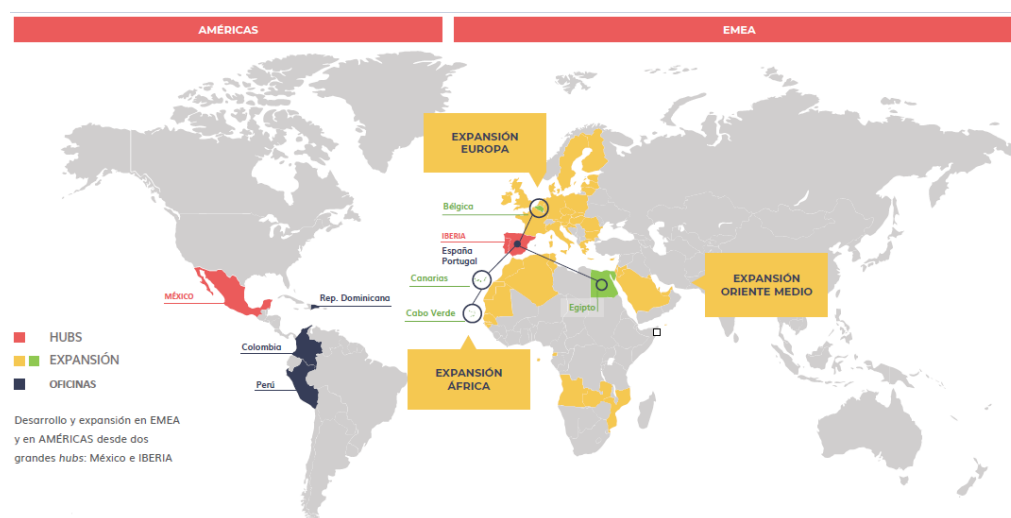 AMÉRICAS
EMEA
EXPANSIÓN
EUROPA
Bélgica
IBERIA
España
Portugal
Canarias
Cabo Verde
Egipto
EXPANSIÓN
ORIENTE MEDIO
MÉXICO
Rep. Dominicana
Colombia
Perú
EXPANSIÓN
ÁFRICA
HUBS
EXPANSIÓN
OFICINAS
Desarrollo y expansión en EMEA
y en AMÉRICAS desde dos
grandes hubs: México e IBERIA